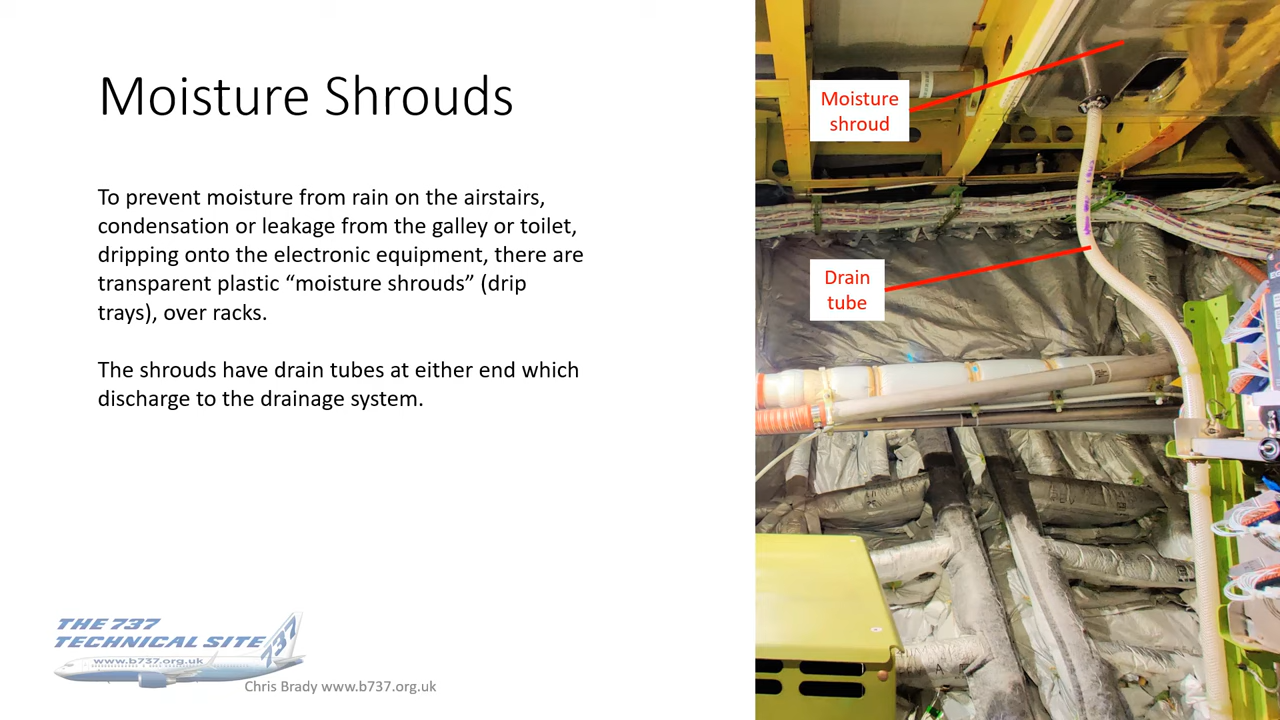 Moisture Shrouds
To prevent moisture from rain on the airstairs,
condensation or leakage from the galley or toilet,
dripping onto the electronic equipment, there are
transparent plastic “moisture shrouds” (drip
trays), over racks.
The shrouds have drain tubes at either end which
discharge to the drainage system.
Moisture
shroud
Drain
tube
THE 737
TECHNICAL SITE
737
www.b737.org.uk
Chris Brady www.b737.org.uk